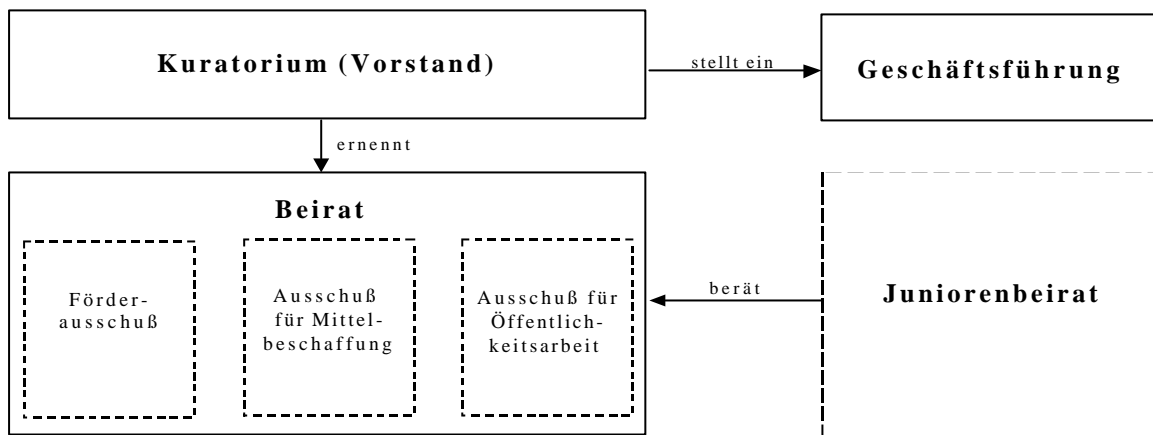 Kuratorium (Vorstand)
stellt ein
Geschäftsführung
ernennt
Beirat
Förder-
ausschuß
Ausschuß
für Mittel-
beschaffung
Ausschuß für
Öffentlich-
keitsarbeit
berät
Juniorenbeirat